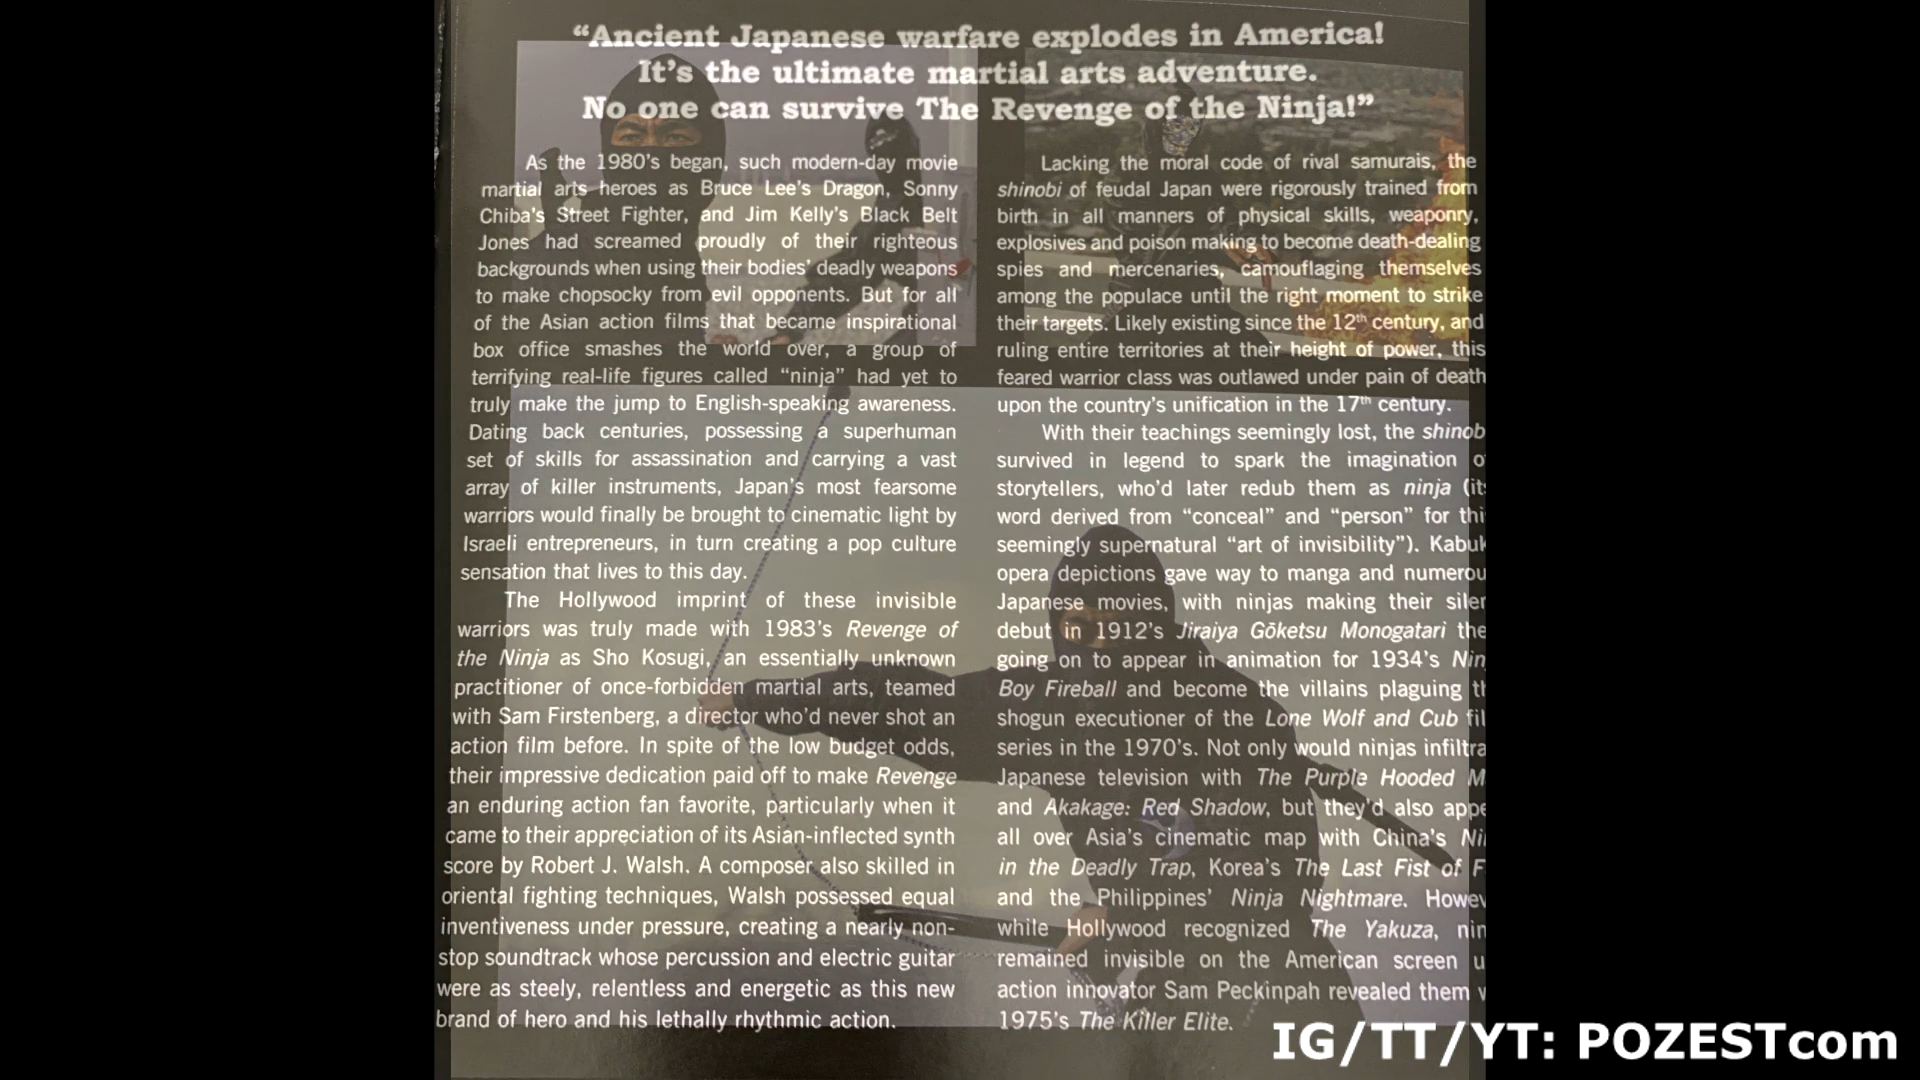 “Ancient Japanese warfare explodes in America!
It’s the ultimate martial arts adventure.
No one can survive The Revenge of the Ninja!”
As the 1980’s began, such modern-day movie
martial arts heroes as Bruce Lee’s Dragon, Sonny
Chiba’s Street Fighter, and Jim Kelly’s Black Belt
Jones had screamed proudly of their righteous
backgrounds when using their bodies’ deadly weapons
to make chopsocky from evil opponents. But for all
of the Asian action films that became inspirational
box office smashes the world over, a group of
terrifying real-life figures called “ninja” had yet to
truly make the jump to English-speaking awareness.
Dating back centuries, possessing a superhuman
set of skills for assassination and carrying a vast
array of killer instruments, Japan’s most fearsome
warriors would finally be brought to cinematic light by
Israeli entrepreneurs, in turn creating a pop culture
sensation that lives to this day.
The Hollywood imprint of these invisible
warriors was truly made with 1983’s Revenge of
the Ninja as Sho Kosugi, an essentially unknown
practitioner of once-forbidden martial arts, teamed
with Sam Firstenberg, a director who’d never shot an
action film before. In spite of the low budget odds,
their impressive dedication paid off to make Revenge
an enduring action fan favorite, particularly when it
came to their appreciation of its Asian-inflected synth
score by Robert J. Walsh. A composer also skilled in
oriental fighting techniques, Walsh possessed equal
inventiveness under pressure, creating a nearly non-
stop soundtrack whose percussion and electric guitar
were as steely, relentless and energetic as this new
brand of hero and his lethally rhythmic action.
Lacking the moral code of rival samurais, the
shinobi of feudal Japan were rigorously trained from
birth in all manners of physical skills, weaponry,
explosives and poison making to become death-dealing
spies and mercenaries, camouflaging themselves
among the populace until the right moment to strike
their targets. Likely existing since the 12th century, and
ruling entire territories at their height of power, this
feared warrior class was outlawed under pain of death
upon the country’s unification in the 17th century.
With their teachings seemingly lost, the shinob
survived in legend to spark the imagination o
storytellers, who’d later redub them as ninja (its
word derived from “conceal” and “person” for thi
seemingly supernatural “art of invisibility”). Kabuk
opera depictions gave way to manga and numerou
Japanese movies, with ninjas making their siler
debut in 1912’s Jiraiya Gōketsu Monogatari the
going on to appear in animation for 1934’s Nin
Boy Fireball and become the villains plaguing th
shogun executioner of the Lone Wolf and Cub fil
series in the 1970’s. Not only would ninjas infiltra
Japanese television with The Purple Hooded M
and Akakage: Red Shadow, but they’d also appe
all over Asia’s cinematic map with China’s Ni
in the Deadly Trap, Korea’s The Last Fist of F
and the Philippines’ Ninja Nightmare. Howev
while Hollywood recognized The Yakuza, nin
remained invisible on the American screen u
action innovator Sam Peckinpah revealed them w
1975’s The Killer Elite.
IG/TT/YT: POZESTcom